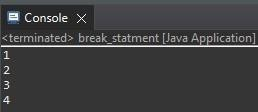 Console
<terminated> break_statment [Java Application]
1
2
3
4